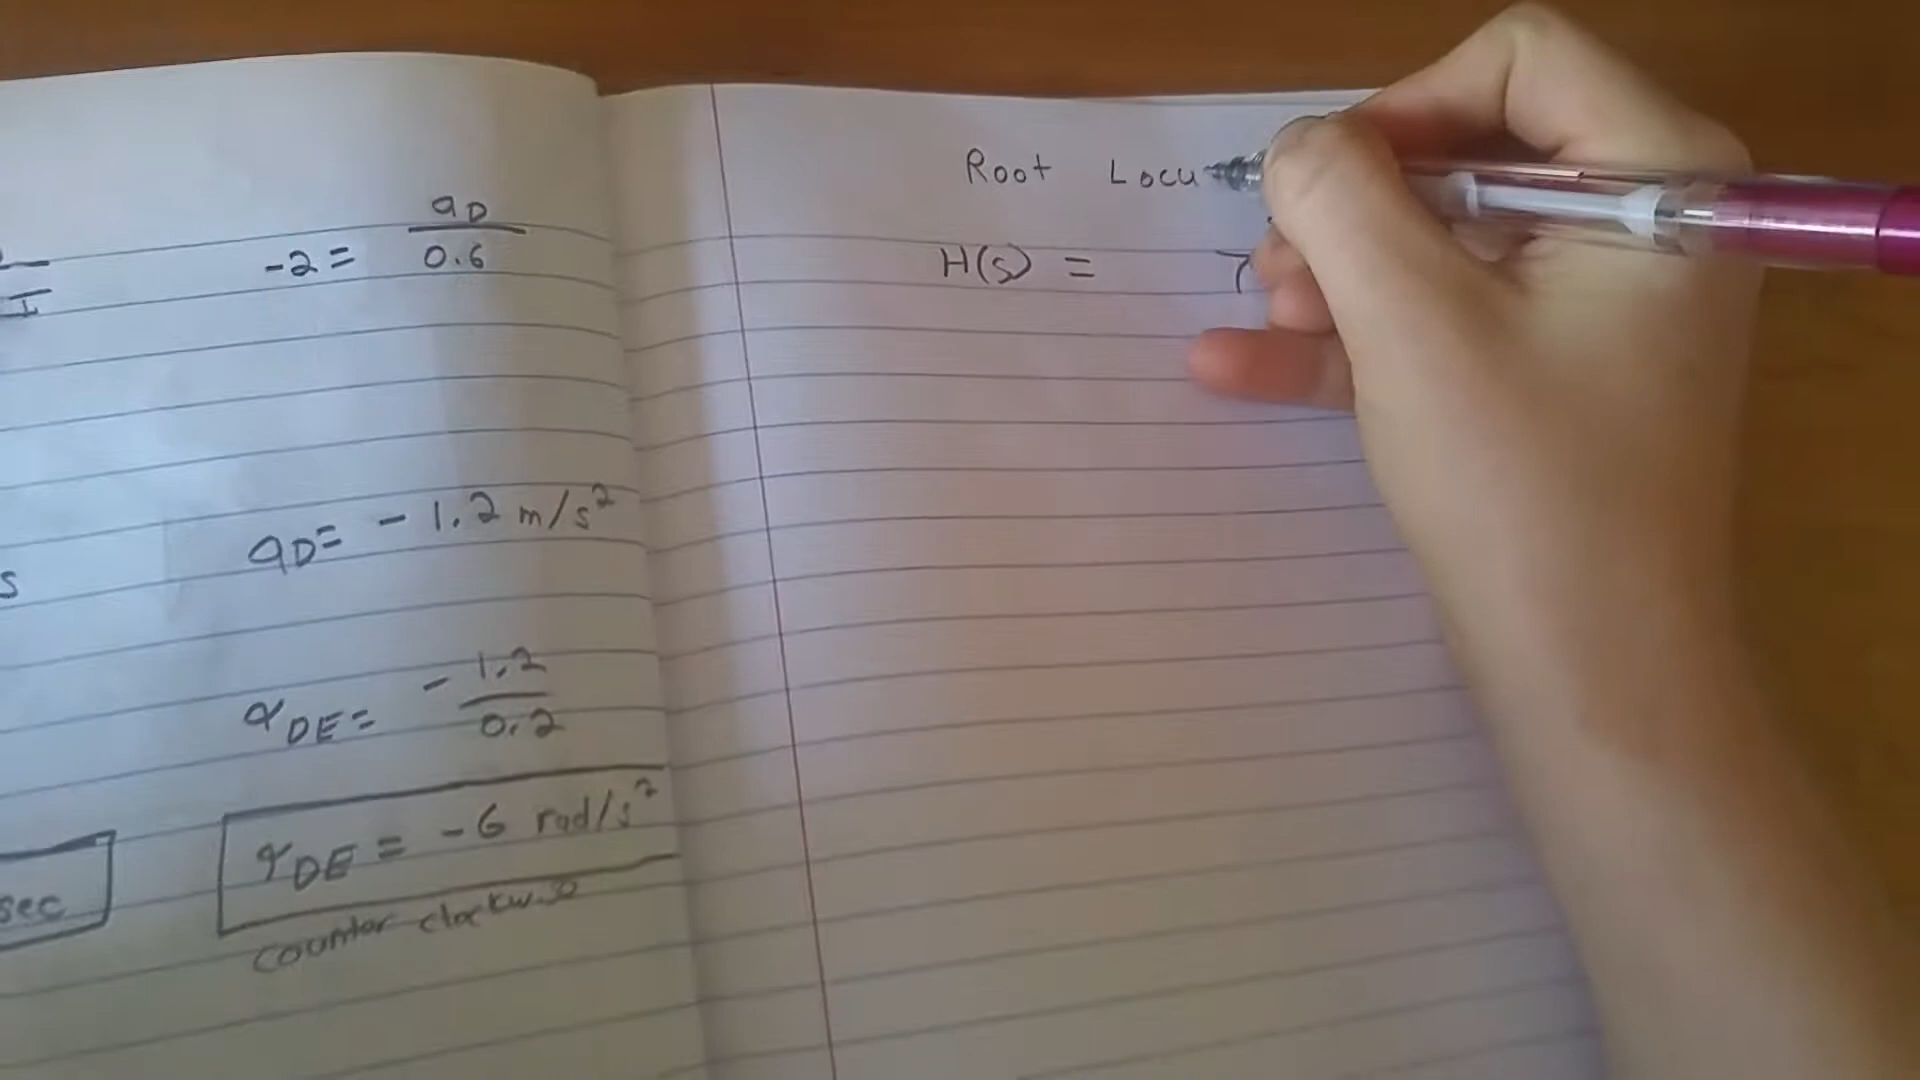 -2 = aD / 0.6
s
aD = - 1.2 m/s²
αDE = - 1.2 / 0.2
αDE = -6 rad/s²
sec
counter clockwise
Root Locu
H(s) = 7